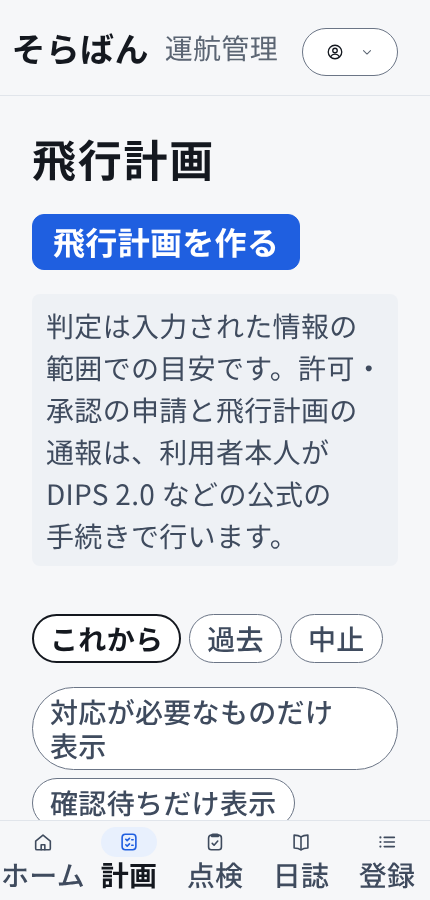 そらばん 運航管理
飛行計画
飛行計画を作る
判定は入力された情報の
範囲での目安です。許可・
承認の申請と飛行計画の
通報は、利用者本人が
DIPS 2.0 などの公式の
手続きで行います。
これから 過去 中止
対応が必要なものだけ
表示
確認待ちだけ表示
ホーム 計画 点検 日誌 登録